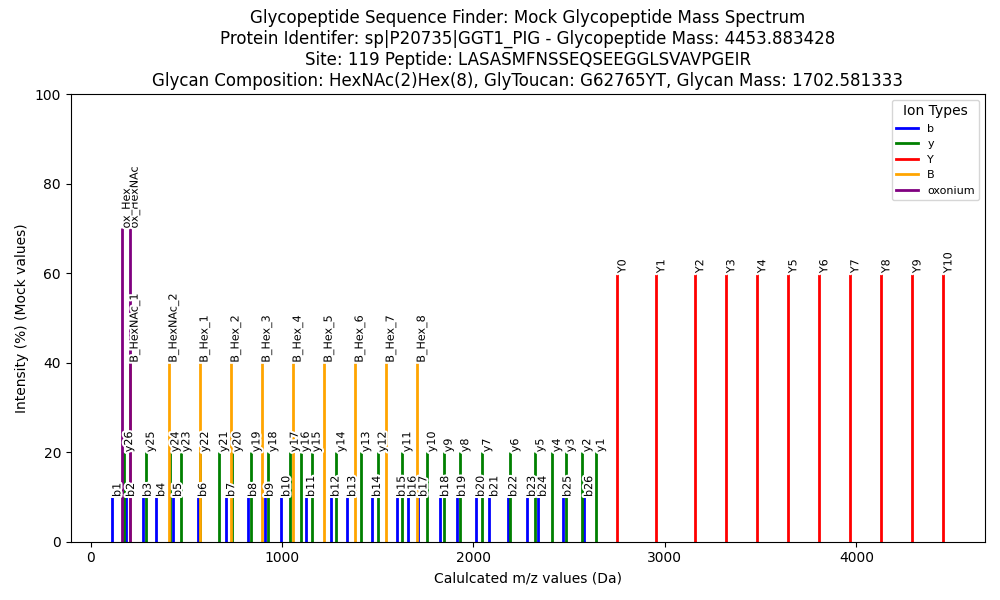 Glycopeptide Sequence Finder: Mock Glycopeptide Mass Spectrum
Protein Identifer: sp|P20735|GGT1_PIG - Glycopeptide Mass: 4453.883428
Site: 119 Peptide: LASASMFNSSEQSEEGGLSVAVPGEIR
Glycan Composition: HexNAc(2)Hex(8), GlyToucan: G62765YT, Glycan Mass: 1702.581333
Intensity (%) (Mock values)
100
80
60
40
20
0
Ion Types
b
y
Y
B
oxonium
ox_Hex
ox_HexNAc
B_HexNAc_1
B_HexNAc_2
B_Hex_1
B_Hex_2
B_Hex_3
B_Hex_4
B_Hex_5
B_Hex_6
B_Hex_7
B_Hex_8
Y0
Y1
Y2
Y3
Y4
Y5
Y6
Y7
Y8
Y9
Y10
y26
y25
y24
y23
y22
y21
y20
y19
y18
y17
y16
y15
y14
y13
y12
y11
y10
y9
y8
y7
y6
y5
y4
y3
y2
y1
b1
b2
b3
b4
b5
b6
b7
b8
b9
b10
b11
b12
b13
b14
b15
b16
b17
b18
b19
b20
b21
b22
b23
b24
b25
b26
0
1000
2000
3000
4000
Calulcated m/z values (Da)